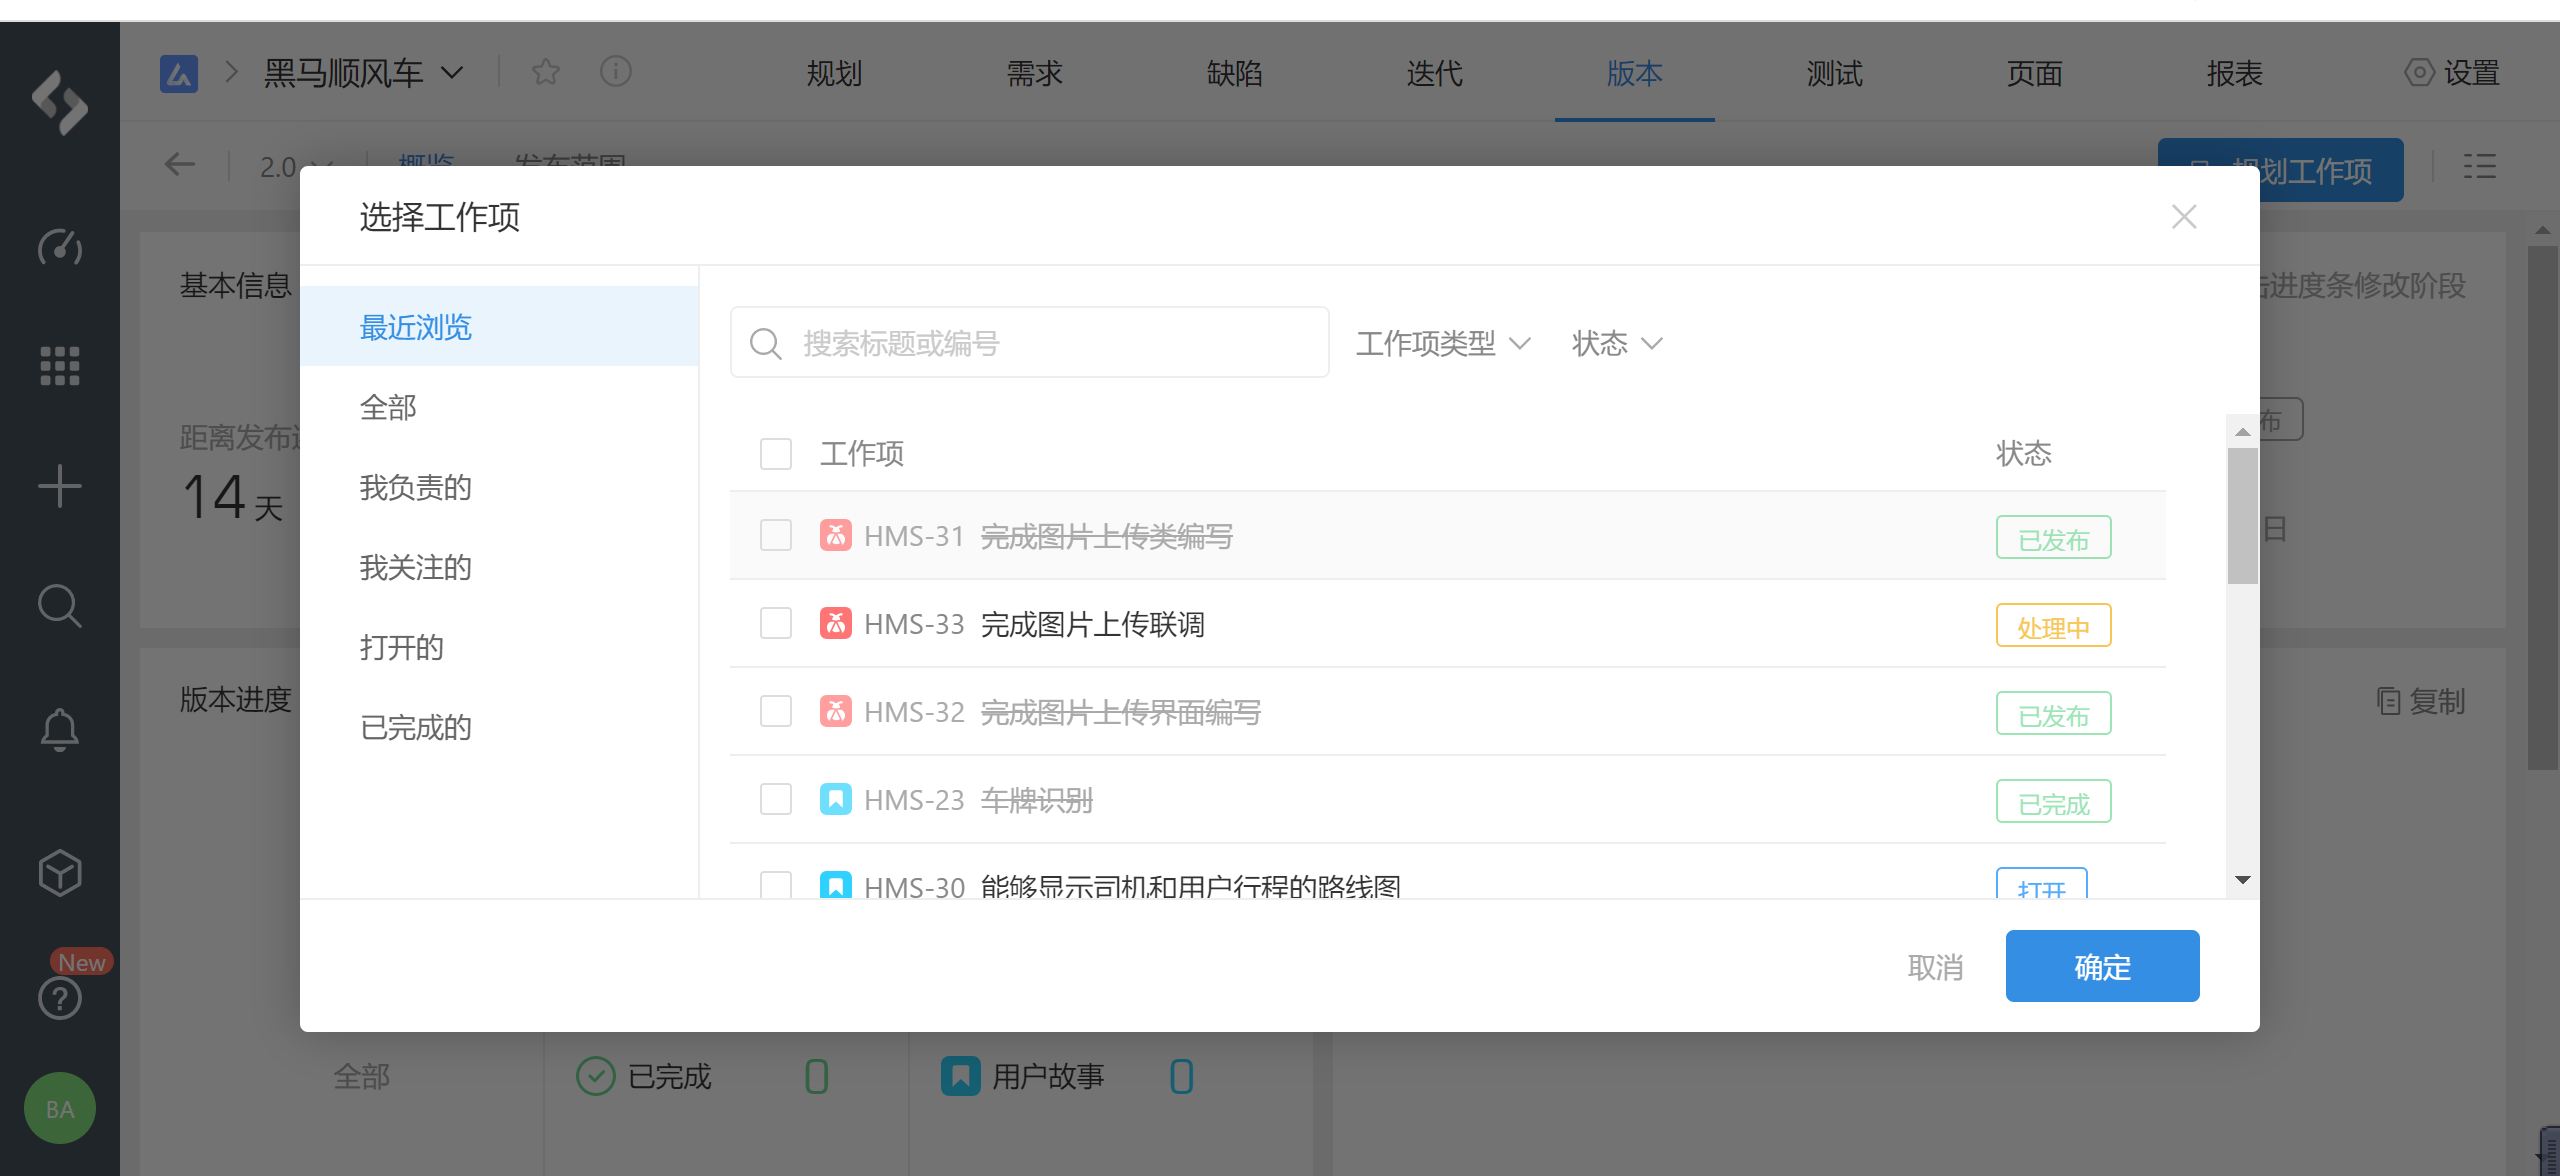 黑马顺风车
规划
需求
缺陷
迭代
版本
测试
页面
报表
设置
2.0
概览
发布范围
规划工作项
选择工作项
基本信息
击进度条修改阶段
最近浏览
搜索标题或编号
工作项类型
状态
全部
距离发布
布
工作项
状态
我负责的
14 天
HMS-31 完成图片上传类编写
已发布
日
我关注的
HMS-33 完成图片上传联调
处理中
打开的
版本进度
HMS-32 完成图片上传界面编写
已发布
复制
已完成的
HMS-23 车牌识别
已完成
HMS-30 能够显示司机和用户行程的路线图
打开
New
取消
确定
全部
已完成
0
用户故事
0
BA